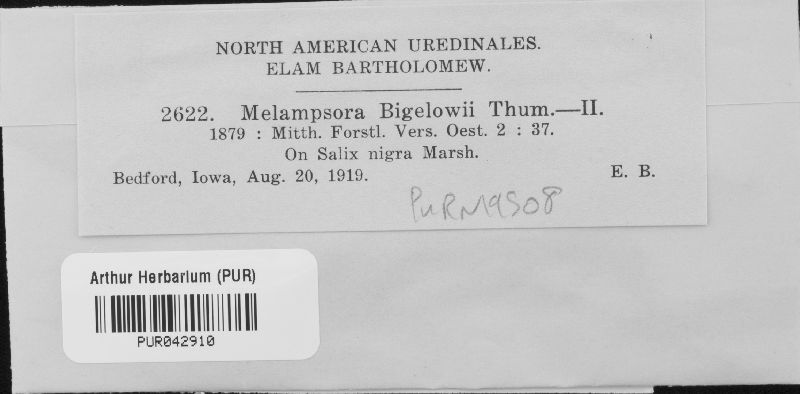 NORTH AMERICAN UREDINALES.
ELAM BARTHOLOMEW.
2622. Melampsora Bigelowii Thum.—II.
1879 : Mitth. Forstl. Vers. Oest. 2 : 37.
On Salix nigra Marsh.
Bedford, Iowa, Aug. 20, 1919. E. B.
PURN9508
Arthur Herbarium (PUR)
PUR042910